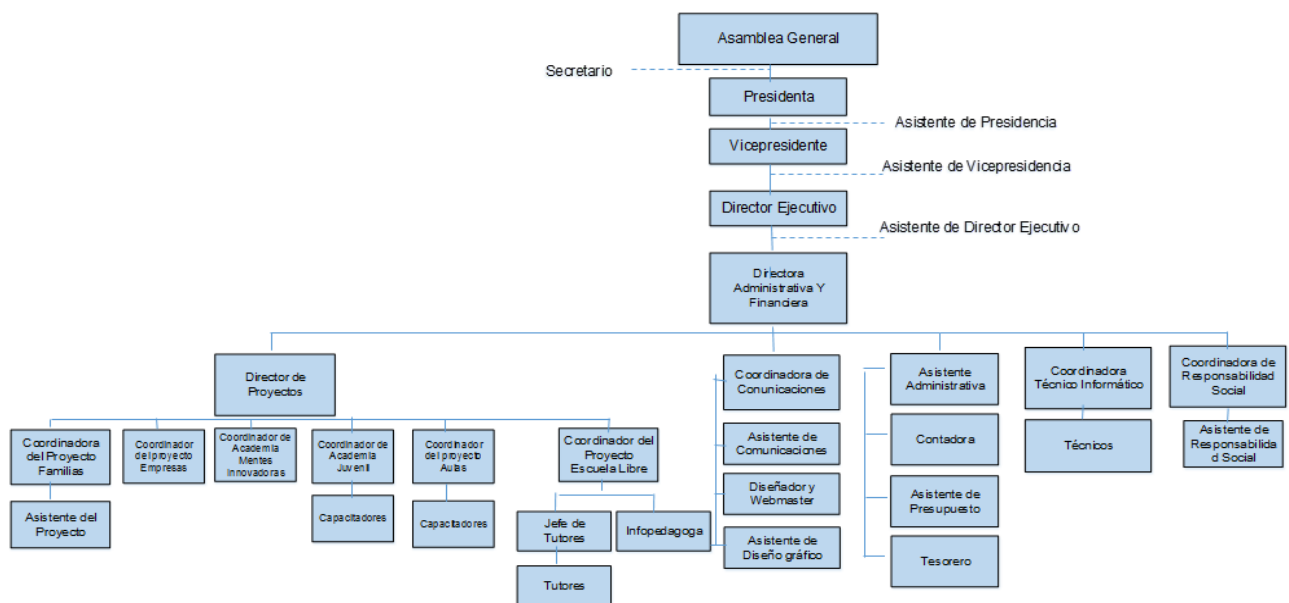 Asamblea General
Secretario
Presidenta
Asistente de Presidencia
Vicepresidente
Asistente de Vicepresidencia
Director Ejecutivo
Asistente de Director Ejecutivo
Directora
Administrativa Y
Financiera
Director de
Proyectos
Coordinadora de
Comunicaciones
Asistente
Administrativa
Coordinadora
Técnico Informático
Coordinadora de
Responsabilidad
Social
Coordinadora
del Proyecto
Familias
Coordinador
del proyecto
Empresas
Coordinador de
Academia
Mentes
Innovadoras
Coordinador de
Academia
Juvenil
Coordinador
del proyecto
Aulas
Coordinador del
Proyecto
Escuela Libre
Asistente de
Comunicaciones
Contadora
Técnicos
Asistente de
Responsabilida
d Social
Asistente del
Proyecto
Capacitadores
Capacitadores
Jefe de
Tutores
Infopedagoga
Diseñador y
Webmaster
Asistente de
Presupuesto
Asistente de
Diseño gráfico
Tesorero
Tutores